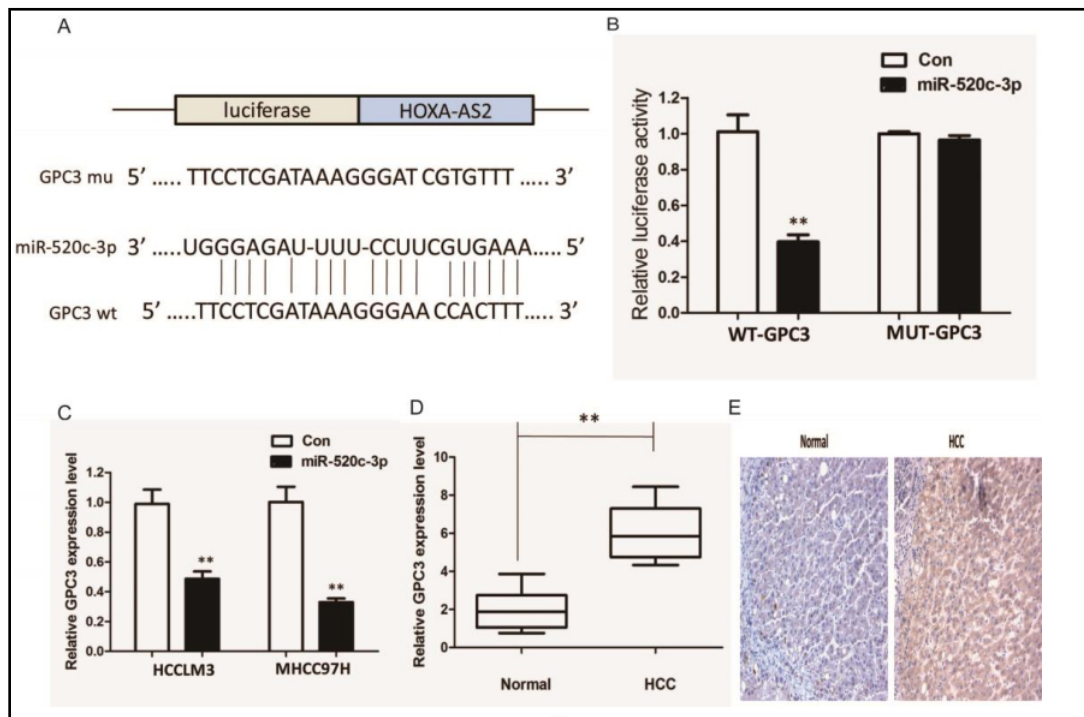 A
luciferase HOXA-AS2
GPC3 mu 5' ..... TTCCTCGATAAAGGGAT CGTGTTT ..... 3'
miR-520c-3p 3' .....UGGGAGAU-UUU-CCUUCGUGAAA..... 5'
GPC3 wt 5' .....TTCCTCGATAAAGGGAA CCACTTT..... 3'
B
Con
miR-520c-3p
Relative luciferase activity
1.2
1.0
0.8
0.6
0.4
0.2
0.0
**
WT-GPC3 MUT-GPC3
C
Con
miR-520c-3p
Relative GPC3 expression level
1.2
1.0
0.8
0.6
0.4
0.2
0.0
** **
HCCLM3 MHCC97H
D
**
Relative GPC3 expression level
10
8
6
4
2
0
Normal HCC
E
Normal HCC